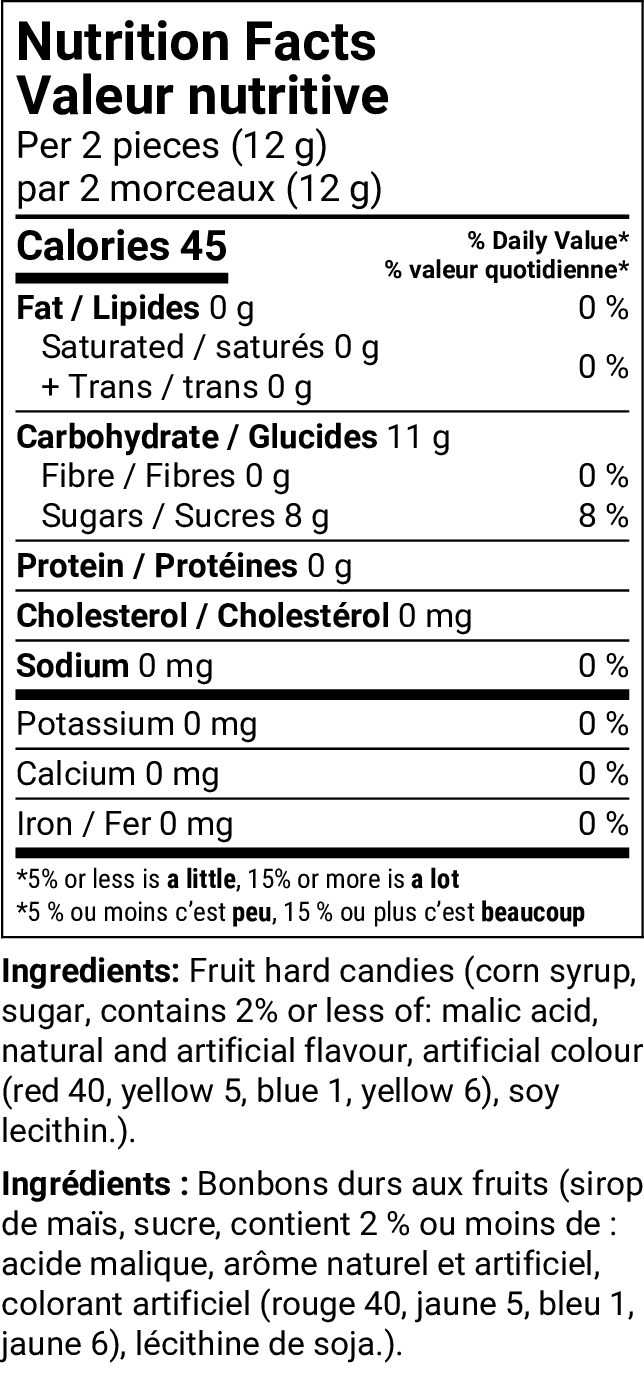 Nutrition Facts
Valeur nutritive
Per 2 pieces (12 g)
par 2 morceaux (12 g)
Calories 45
% Daily Value*
% valeur quotidienne*
Fat / Lipides 0 g 0 %
Saturated / saturés 0 g
+ Trans / trans 0 g 0 %
Carbohydrate / Glucides 11 g
Fibre / Fibres 0 g 0 %
Sugars / Sucres 8 g 8 %
Protein / Protéines 0 g
Cholesterol / Cholestérol 0 mg
Sodium 0 mg 0 %
Potassium 0 mg 0 %
Calcium 0 mg 0 %
Iron / Fer 0 mg 0 %
*5% or less is a little, 15% or more is a lot
*5 % ou moins c’est peu, 15 % ou plus c’est beaucoup
Ingredients: Fruit hard candies (corn syrup,
sugar, contains 2% or less of: malic acid,
natural and artificial flavour, artificial colour
(red 40, yellow 5, blue 1, yellow 6), soy
lecithin.).
Ingrédients : Bonbons durs aux fruits (sirop
de maïs, sucre, contient 2 % ou moins de :
acide malique, arôme naturel et artificiel,
colorant artificiel (rouge 40, jaune 5, bleu 1,
jaune 6), lécithine de soja.).